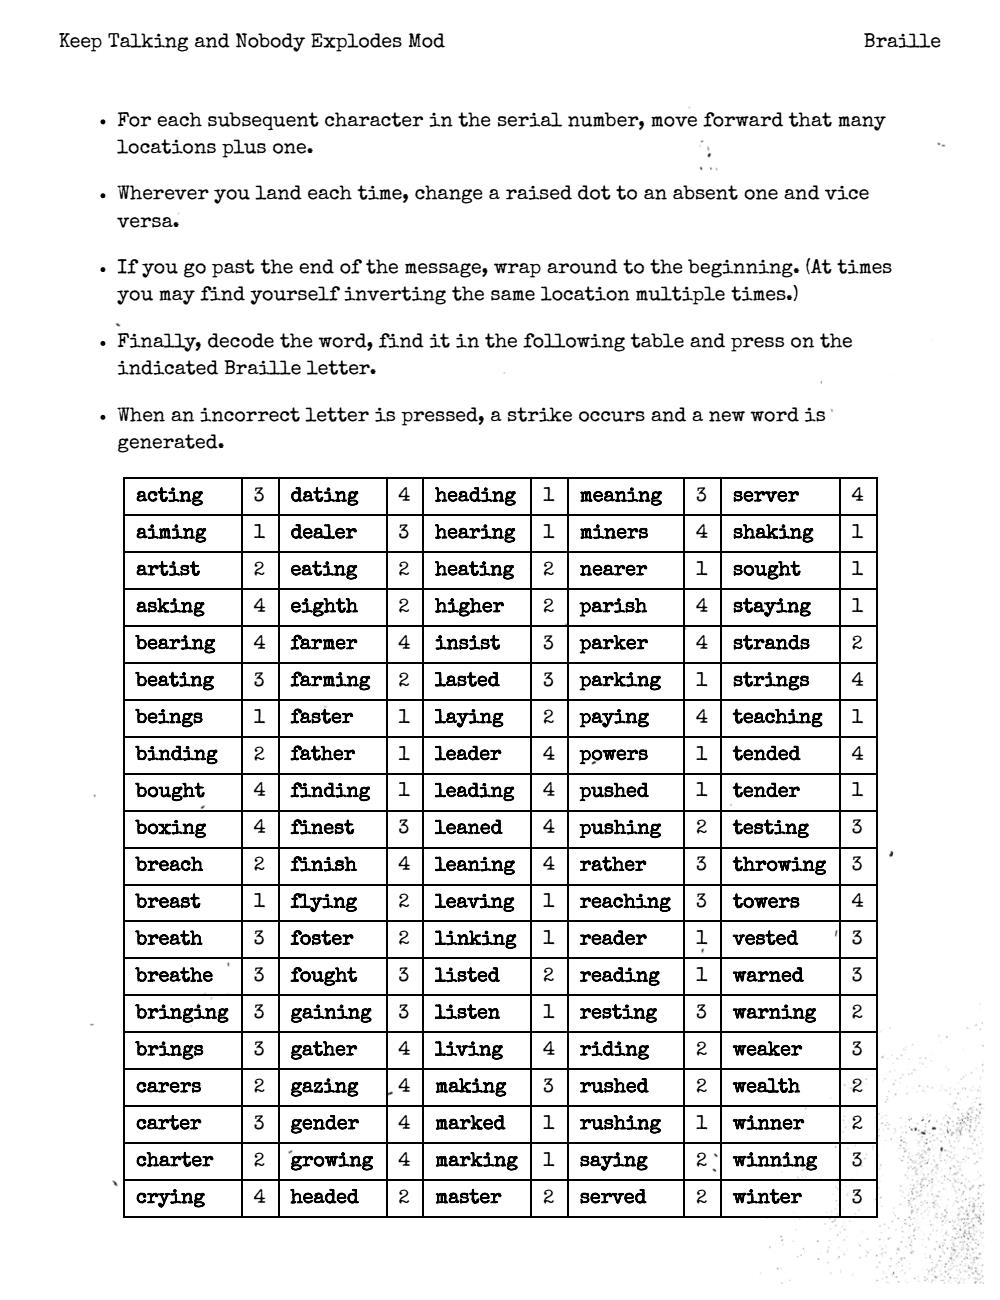 Keep Talking and Nobody Explodes Mod Braille
• For each subsequent character in the serial number, move forward that many
locations plus one.
• Wherever you land each time, change a raised dot to an absent one and vice
versa.
• If you go past the end of the message, wrap around to the beginning. (At times
you may find yourself inverting the same location multiple times.)
• Finally, decode the word, find it in the following table and press on the
indicated Braille letter.
• When an incorrect letter is pressed, a strike occurs and a new word is
generated.
acting 3 dating 4 heading 1 meaning 3 server 4
aiming 1 dealer 3 hearing 1 miners 4 shaking 1
artist 2 eating 2 heating 2 nearer 1 sought 1
asking 4 eighth 2 higher 2 parish 4 staying 1
bearing 4 farmer 4 insist 3 parker 4 strands 2
beating 3 farming 2 lasted 3 parking 1 strings 4
beings 1 faster 1 laying 2 paying 4 teaching 1
binding 2 father 1 leader 4 powers 1 tended 4
bought 4 finding 1 leading 4 pushed 1 tender 1
boxing 4 finest 3 leaned 4 pushing 2 testing 3
breach 2 finish 4 leaning 4 rather 3 throwing 3
breast 1 flying 2 leaving 1 reaching 3 towers 4
breath 3 foster 2 linking 1 reader 1 vested 3
breathe 3 fought 3 listed 2 reading 1 warned 3
bringing 3 gaining 3 listen 1 resting 3 warning 2
brings 3 gather 4 living 4 riding 2 weaker 3
carers 2 gazing 4 making 3 rushed 2 wealth 2
carter 3 gender 4 marked 1 rushing 1 winner 2
charter 2 growing 4 marking 1 saying 2 winning 3
crying 4 headed 2 master 2 served 2 winter 3